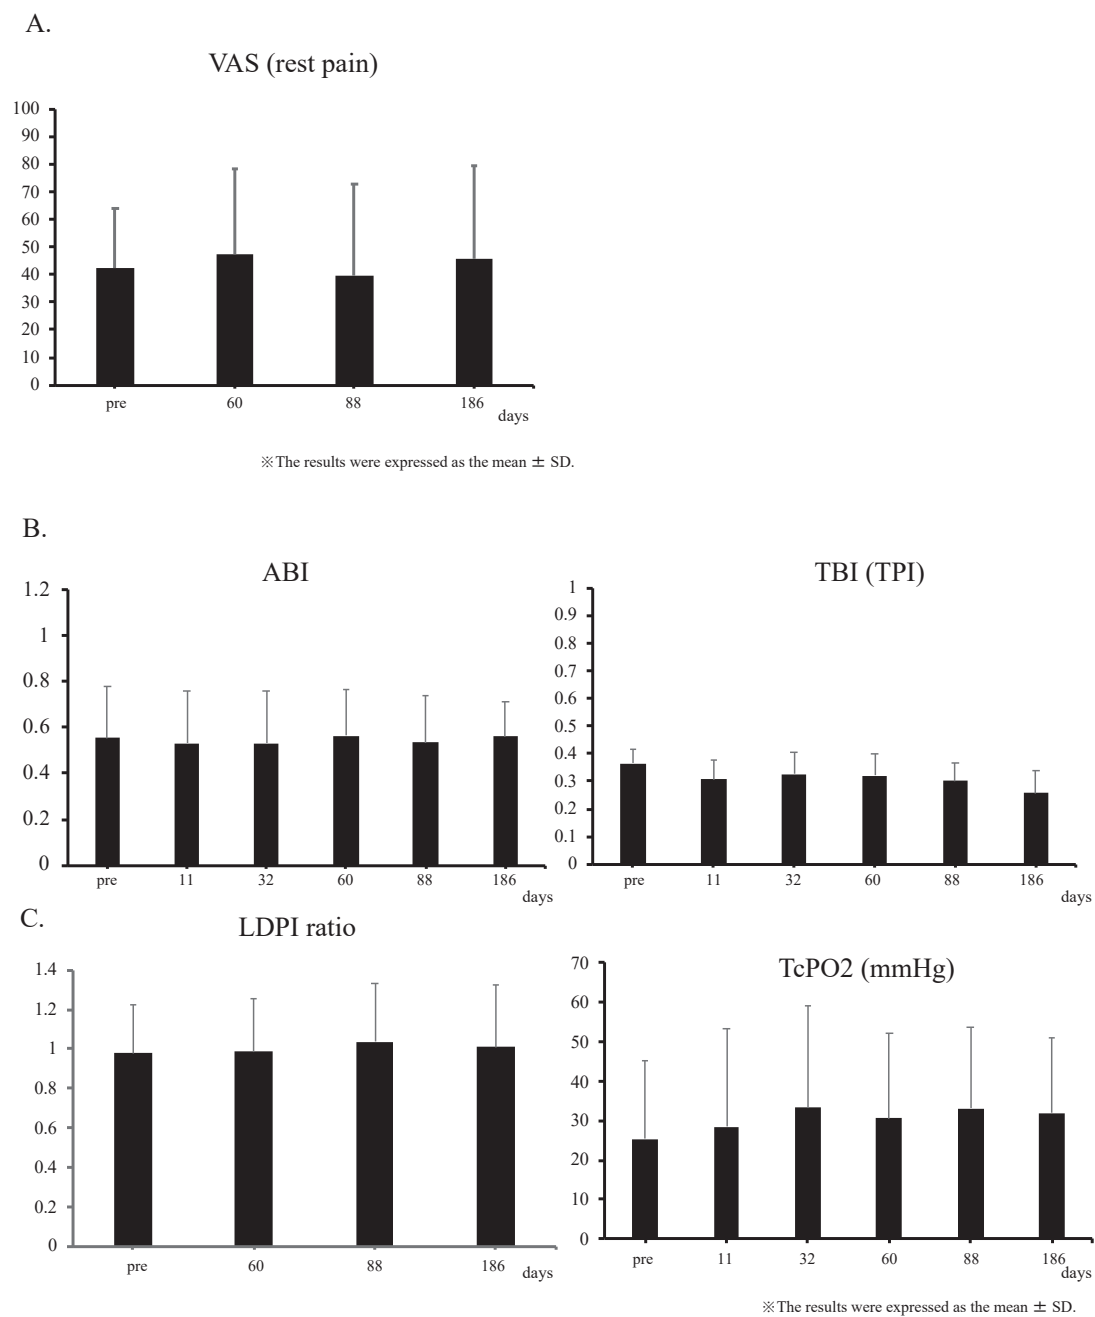 A.
VAS (rest pain)
100
90
80
70
60
50
40
30
20
10
0
pre 60 88 186
days
※The results were expressed as the mean ± SD.
B.
ABI
1.2
1
0.8
0.6
0.4
0.2
0
pre 11 32 60 88 186
days
TBI (TPI)
1
0.9
0.8
0.7
0.6
0.5
0.4
0.3
0.2
0.1
0
pre 11 32 60 88 186
days
C.
LDPI ratio
1.4
1.2
1
0.8
0.6
0.4
0.2
0
pre 60 88 186
days
TcPO2 (mmHg)
70
60
50
40
30
20
10
0
pre 11 32 60 88 186
days
※The results were expressed as the mean ± SD.